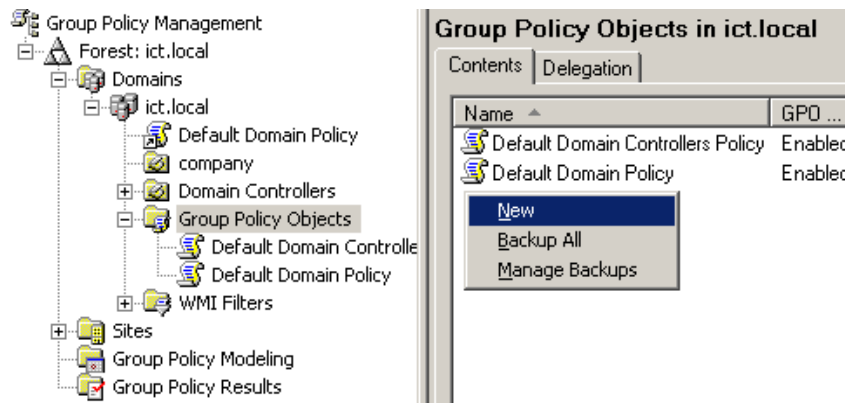 Group Policy Management
Forest: ict.local
Domains
ict.local
Default Domain Policy
company
Domain Controllers
Group Policy Objects
Default Domain Controlle
Default Domain Policy
WMI Filters
Sites
Group Policy Modeling
Group Policy Results
Group Policy Objects in ict.local
Contents
Delegation
Name GPO ...
Default Domain Controllers Policy Enabled
Default Domain Policy Enabled
New
Backup All
Manage Backups